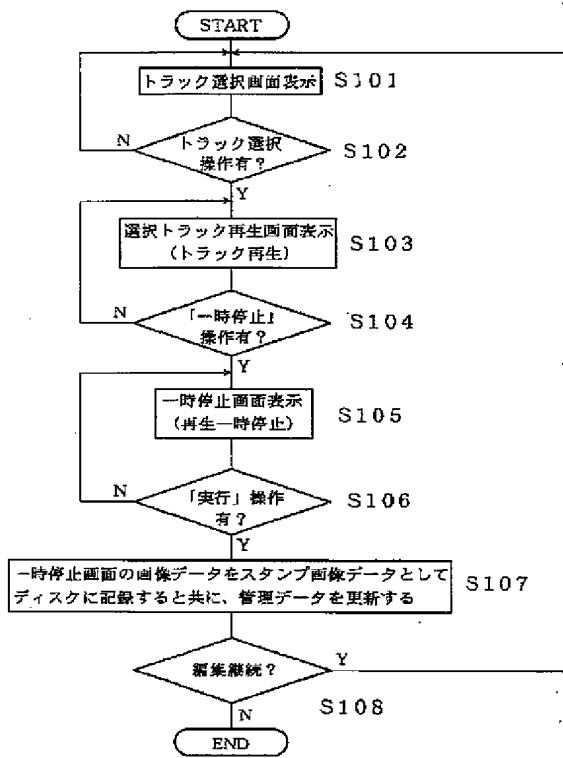 START
トラック選択画面表示
S101
トラック選択
操作有?
N
S102
Y
選択トラック再生画面表示
(トラック再生)
S103
「一時停止」
操作有?
N
S104
Y
一時停止画面表示
(再生一時停止)
S105
「実行」操作
有?
N
S106
Y
一時停止画面の画像データをスタンプ画像データとして
ディスクに記録すると共に、管理データを更新する
S107
編集継続?
Y
S108
N
END